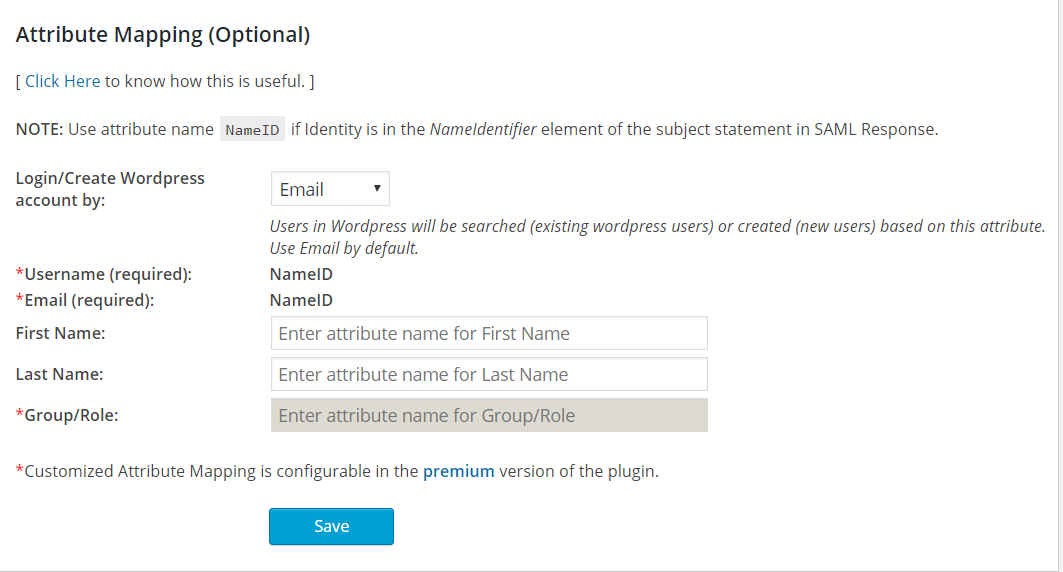 Attribute Mapping (Optional)
[ Click Here to know how this is useful. ]
NOTE: Use attribute name NameID if Identity is in the NameIdentifier element of the subject statement in SAML Response.
Login/Create Wordpress
account by:
Email
Users in Wordpress will be searched (existing wordpress users) or created (new users) based on this attribute.
Use Email by default.
*Username (required): NameID
*Email (required): NameID
First Name: Enter attribute name for First Name
Last Name: Enter attribute name for Last Name
*Group/Role: Enter attribute name for Group/Role
*Customized Attribute Mapping is configurable in the premium version of the plugin.
Save